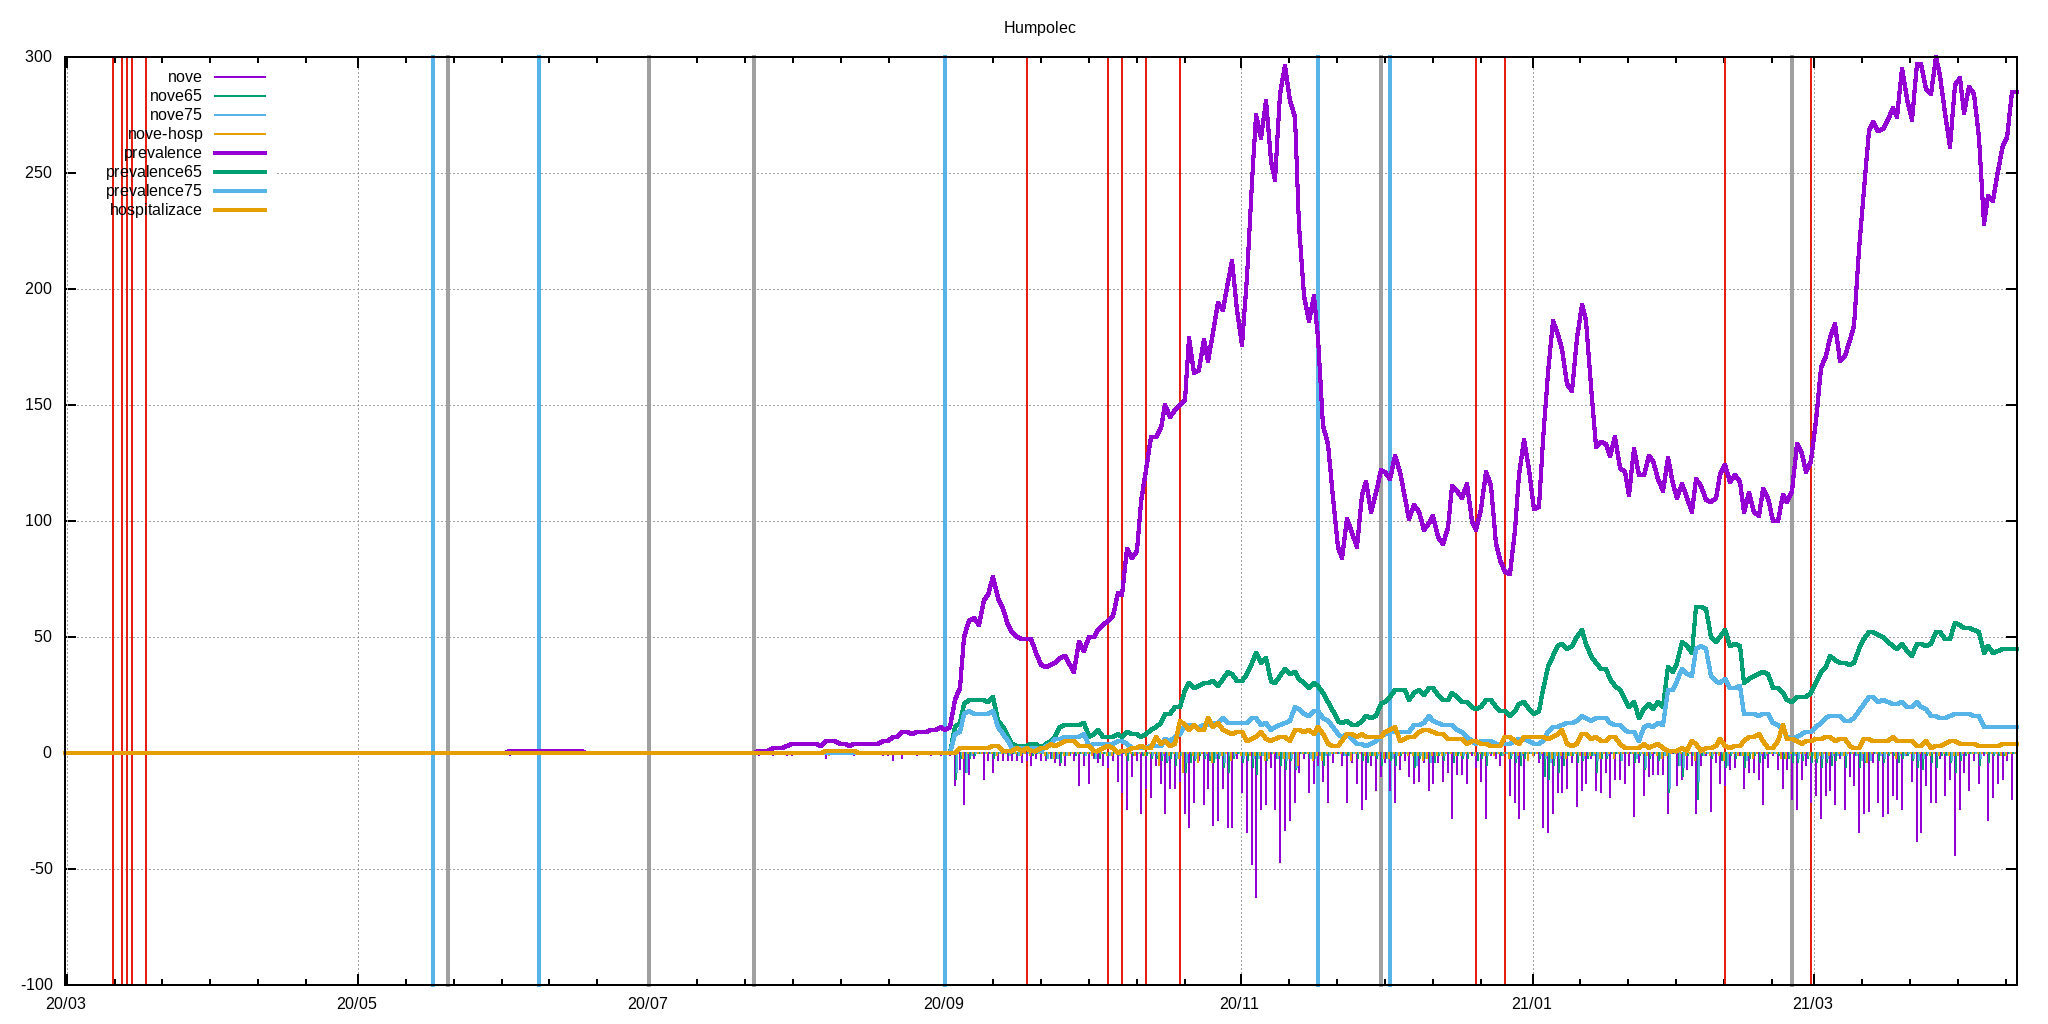 Humpolec
300
250
200
150
100
50
0
-50
-100
nove
nove65
nove75
nove-hosp
prevalence
prevalence65
prevalence75
hospitalizace
20/03
20/05
20/07
20/09
20/11
21/01
21/03